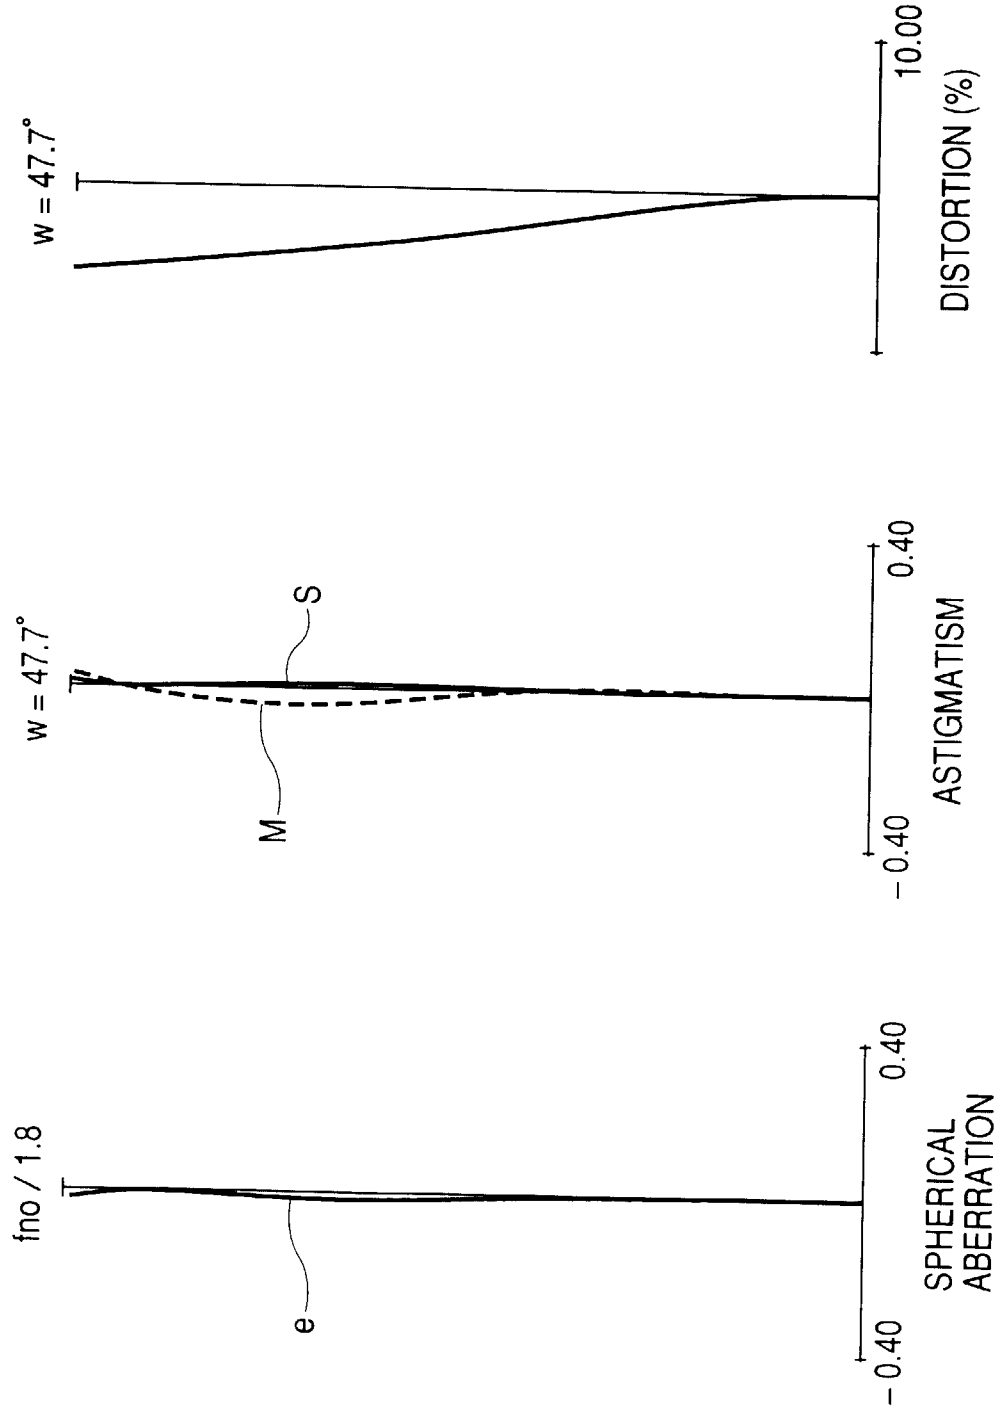 fno / 1.8
e
− 0.40
0.40
SPHERICAL
ABERRATION
w = 47.7°
M
S
− 0.40
0.40
ASTIGMATISM
w = 47.7°
10.00
DISTORTION (%)